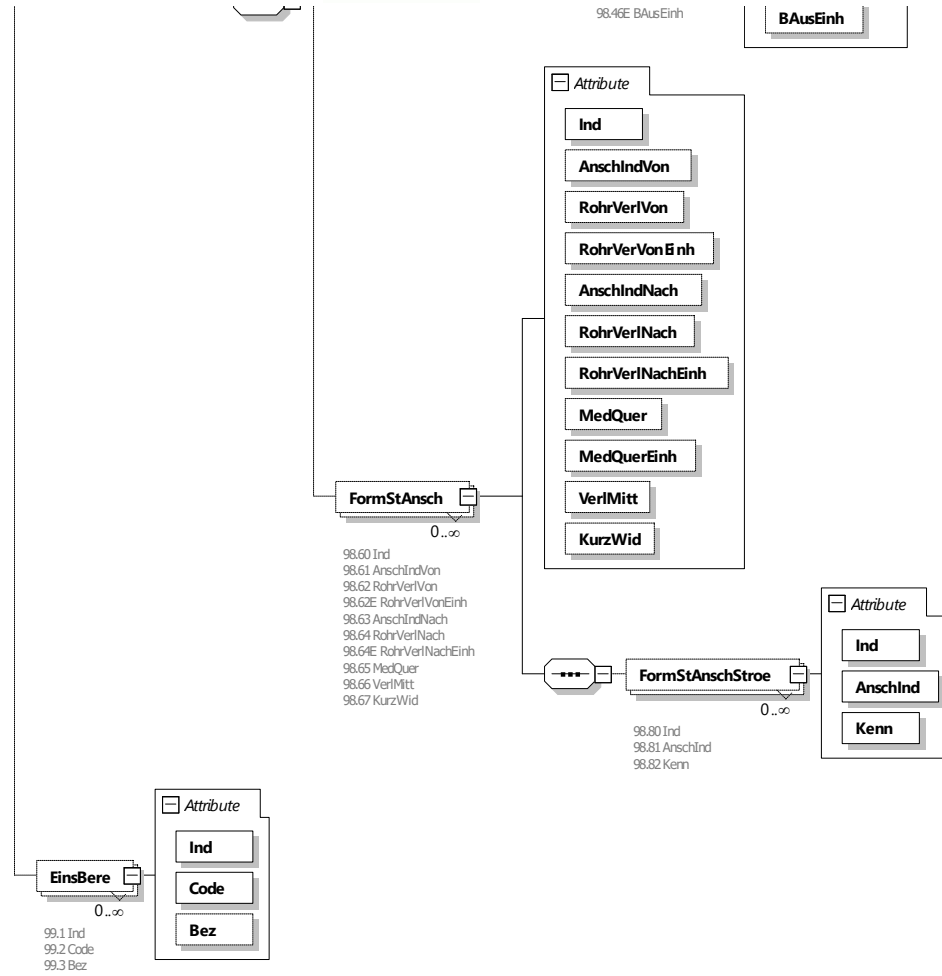 98.46E BAusEinh
BAusEinh
Attribute
Ind
AnschIndVon
RohrVerlVon
RohrVerVonEinh
AnschIndNach
RohrVerlNach
RohrVerlNachEinh
MedQuer
MedQuerEinh
VerlMitt
KurzWid
FormStAnsch
0..∞
98.60 Ind
98.61 AnschIndVon
98.62 RohrVerlVon
98.62E RohrVerlVonEinh
98.63 AnschIndNach
98.64 RohrVerlNach
98.64E RohrVerlNachEinh
98.65 MedQuer
98.66 VerlMitt
98.67 KurzWid
Attribute
Ind
AnschInd
Kenn
FormStAnschStroe
0..∞
98.80 Ind
98.81 AnschInd
98.82 Kenn
Attribute
Ind
Code
Bez
EinsBere
0..∞
99.1 Ind
99.2 Code
99.3 Bez